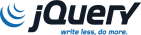 jQuery
write less, do more.